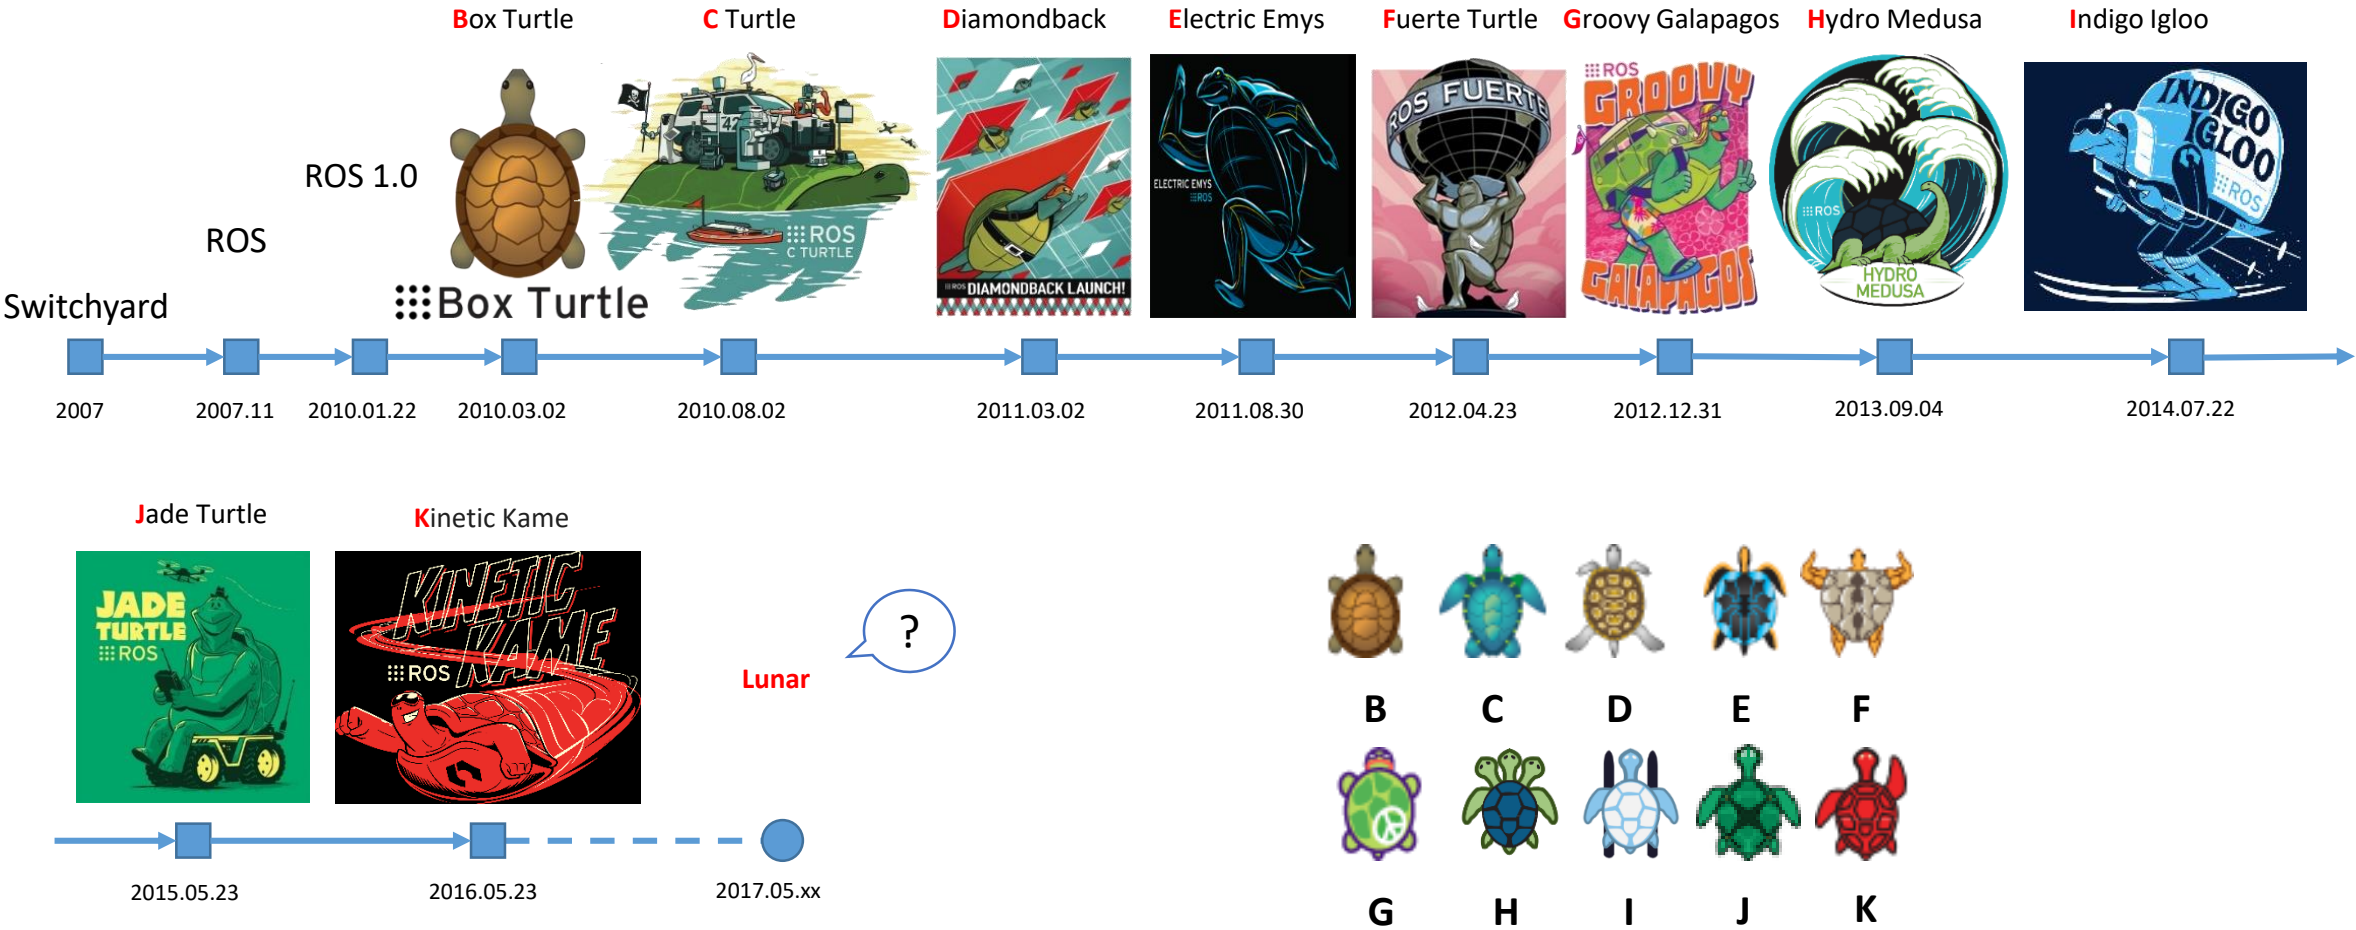 Box Turtle
C Turtle
Diamondback
Electric Emys
Fuerte Turtle
Groovy Galapagos
Hydro Medusa
Indigo Igloo
ROS 1.0
ROS
Switchyard
Box Turtle
42
ROS
C TURTLE
ROS DIAMONDBACK LAUNCH!
ELECTRIC EMYS
ROS
ROS FUERTE
ROS
GROOVY
GALAPAGOS
ROS
HYDRO
MEDUSA
INDIGO
IGLOO
ROS
2007
2007.11
2010.01.22
2010.03.02
2010.08.02
2011.03.02
2011.08.30
2012.04.23
2012.12.31
2013.09.04
2014.07.22
Jade Turtle
Kinetic Kame
JADE
TURTLE
ROS
KINETIC
KAME
ROS
Lunar
?
2015.05.23
2016.05.23
2017.05.xx
B
C
D
E
F
G
H
I
J
K